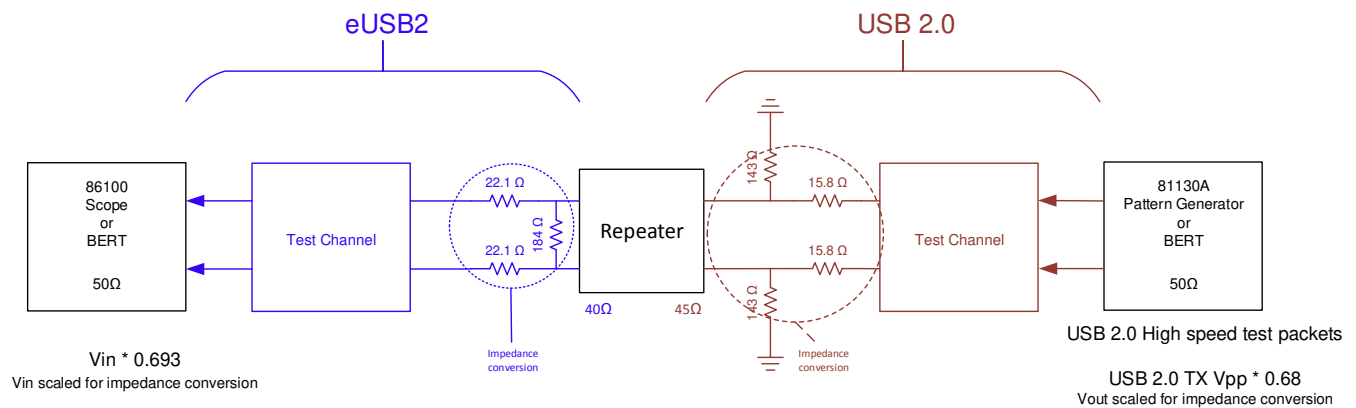 eUSB2
USB 2.0
86100
Scope
or
BERT
50Ω
Test Channel
22.1 Ω
184 Ω
22.1 Ω
Repeater
40Ω
45Ω
143 Ω
15.8 Ω
15.8 Ω
143 Ω
Test Channel
81130A
Pattern Generator
or
BERT
50Ω
Impedance
conversion
Impedance
conversion
Vin * 0.693
Vin scaled for impedance conversion
USB 2.0 High speed test packets
USB 2.0 TX Vpp * 0.68
Vout scaled for impedance conversion